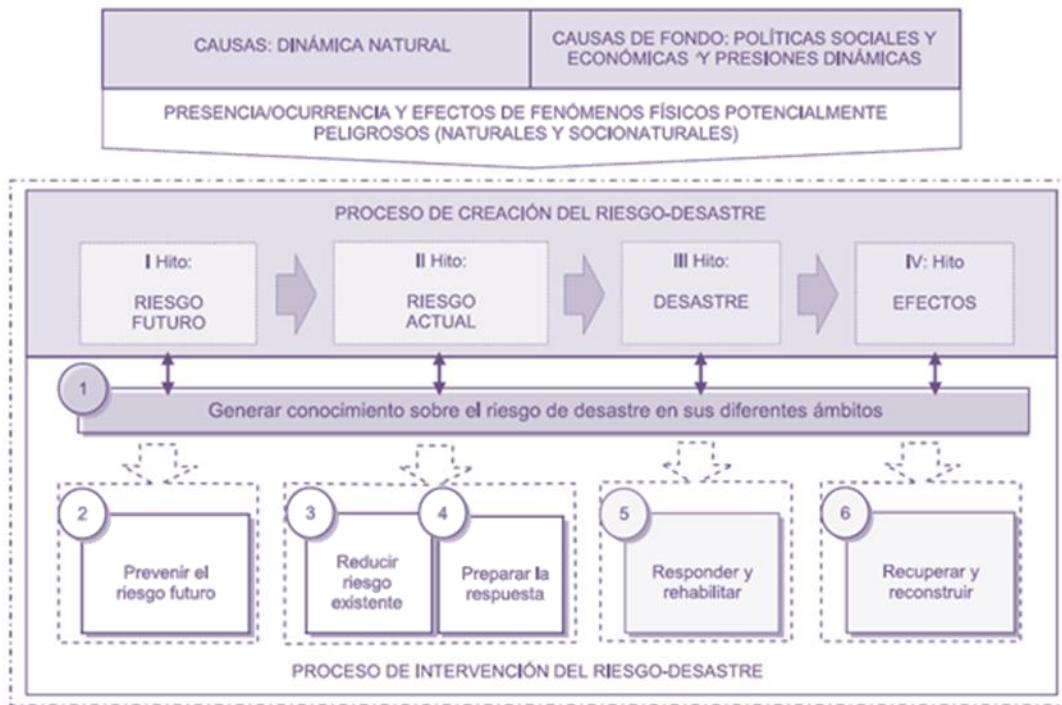 CAUSAS: DINÁMICA NATURAL
CAUSAS DE FONDO: POLÍTICAS SOCIALES Y
ECONÓMICAS Y PRESIONES DINÁMICAS
PRESENCIA/OCURRENCIA Y EFECTOS DE FENÓMENOS FÍSICOS POTENCIALMENTE
PELIGROSOS (NATURALES Y SOCIONATURALES)
PROCESO DE CREACIÓN DEL RIESGO-DESASTRE
I Hito:
RIESGO
FUTURO
II Hito:
RIESGO
ACTUAL
III Hito:
DESASTRE
IV: Hito
EFECTOS
1
Generar conocimiento sobre el riesgo de desastre en sus diferentes ámbitos
2
Prevenir el
riesgo futuro
3
Reducir
riesgo
existente
4
Preparar la
respuesta
5
Responder y
rehabilitar
6
Recuperar y
reconstruir
PROCESO DE INTERVENCIÓN DEL RIESGO-DESASTRE